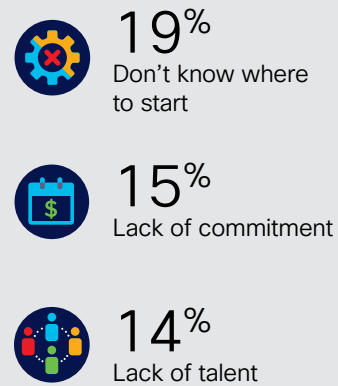 19%
Don’t know where
to start
$
15%
Lack of commitment
14%
Lack of talent